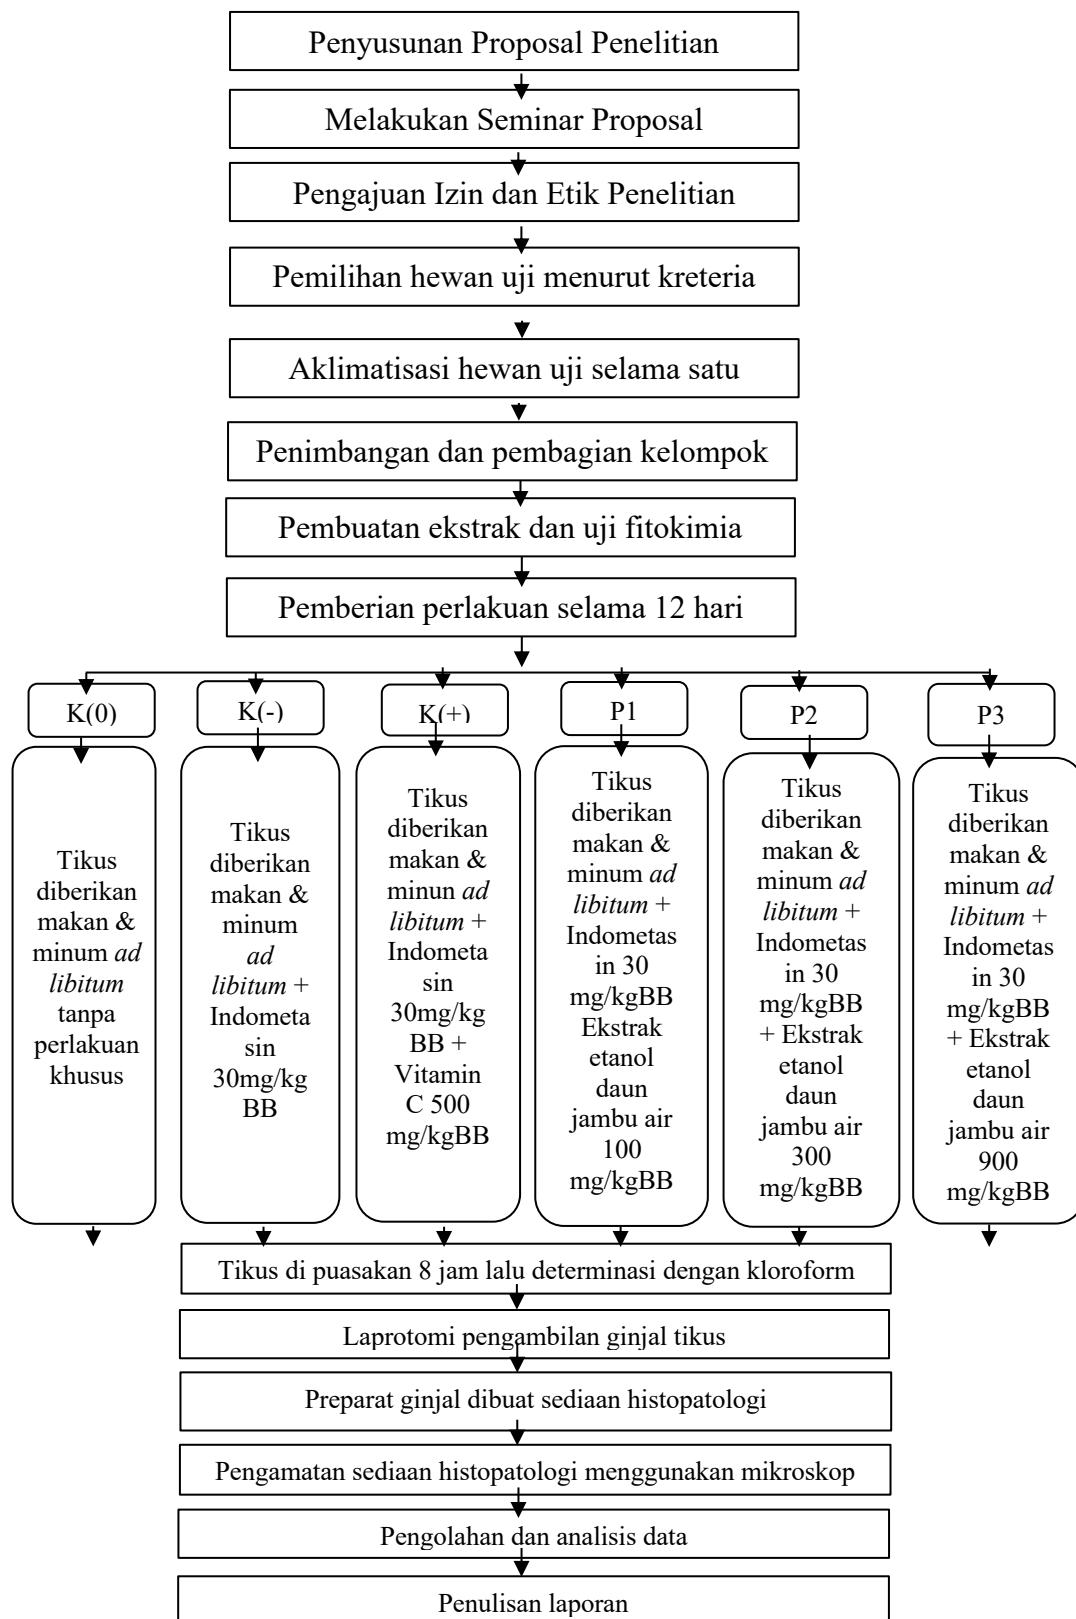 Penyusunan Proposal Penelitian
Melakukan Seminar Proposal
Pengajuan Izin dan Etik Penelitian
Pemilihan hewan uji menurut kreteria
Aklimatisasi hewan uji selama satu
Penimbangan dan pembagian kelompok
Pembuatan ekstrak dan uji fitokimia
Pemberian perlakuan selama 12 hari
K(0)
K(-)
K(+)
P1
P2
P3
Tikus
diberikan
makan &
minum ad
libitum
tanpa
perlakuan
khusus
Tikus
diberikan
makan &
minum
ad
libitum +
Indometa
sin
30mg/kg
BB
Tikus
diberikan
makan &
minun ad
libitum +
Indometa
sin
30mg/kg
BB +
Vitamin
C 500
mg/kgBB
Tikus
diberikan
makan &
minum ad
libitum +
Indometas
in 30
mg/kgBB
Ekstrak
etanol
daun
jambu air
100
mg/kgBB
Tikus
diberikan
makan &
minum ad
libitum +
Indometas
in 30
mg/kgBB
+ Ekstrak
etanol
daun
jambu air
300
mg/kgBB
Tikus
diberikan
makan &
minum ad
libitum +
Indometas
in 30
mg/kgBB
+ Ekstrak
etanol
daun
jambu air
900
mg/kgBB
Tikus di puasakan 8 jam lalu determinasi dengan kloroform
Laprotomi pengambilan ginjal tikus
Preparat ginjal dibuat sediaan histopatologi
Pengamatan sediaan histopatologi menggunakan mikroskop
Pengolahan dan analisis data
Penulisan laporan